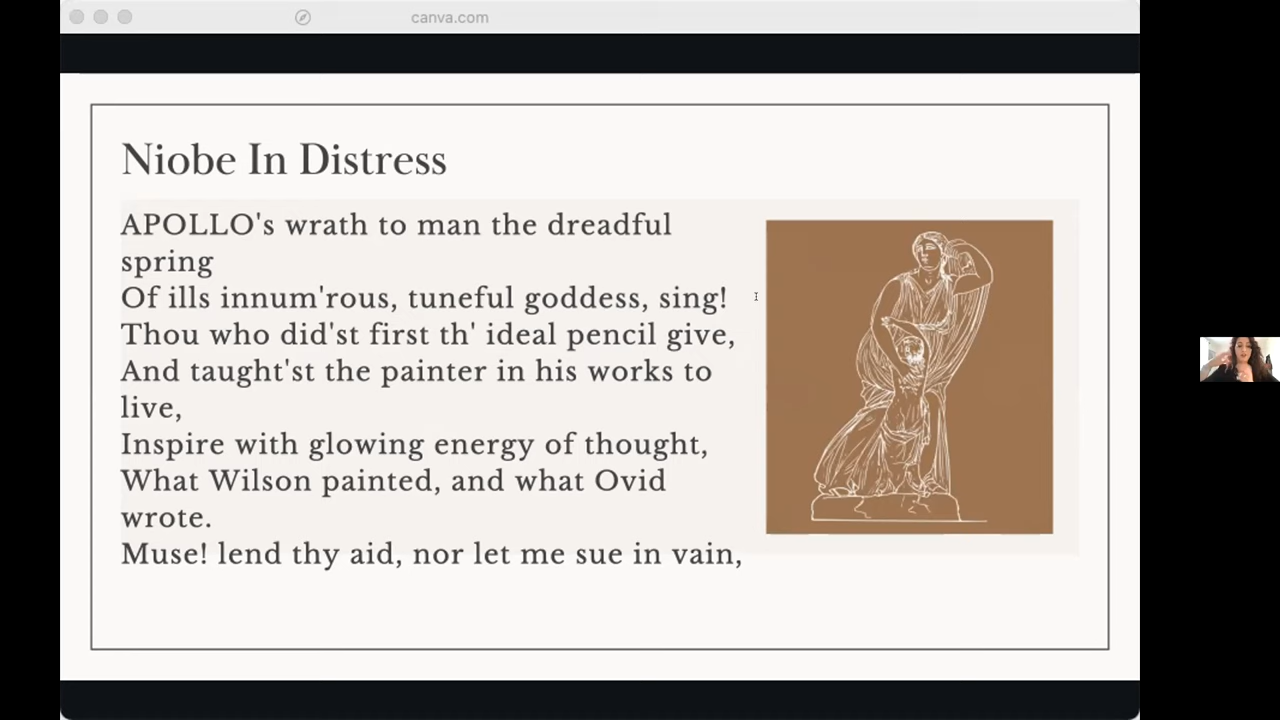 canva.com
Niobe In Distress
APOLLO's wrath to man the dreadful
spring
Of ills innum'rous, tuneful goddess, sing!
Thou who did'st first th' ideal pencil give,
And taught'st the painter in his works to
live,
Inspire with glowing energy of thought,
What Wilson painted, and what Ovid
wrote.
Muse! lend thy aid, nor let me sue in vain,